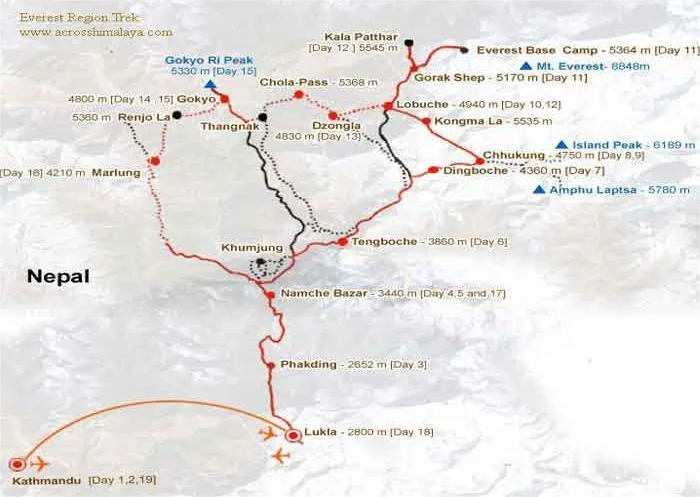 Everest Region Trek
www.acrosshimalaya.com
Kala Patthar
[Day 12 ] 5545 m
Everest Base Camp - 5364 m [Day 11]
Mt. Everest- 8848m
Gokyo Ri Peak
5330 m [Day 15]
Chola-Pass - 5368 m
Gorak Shep - 5170 m [Day 11]
4800 m [Day 14 ,15] Gokyo
Lobuche - 4940 m [Day 10,12]
5360 m Renjo La
Thangnak
Dzongla
4830 m [Day 13]
Kongma La - 5535 m
Island Peak - 6189 m
Chhukung - 4750 m [Day 8,9]
[Day 16] 4210 m Marlung
Dingboche - 4360 m [Day 7]
Amphu Laptsa - 5780 m
Khumjung
Tengboche - 3860 m [Day 6]
Nepal
Namche Bazar - 3440 m [Day 4,5 and 17]
Phakding - 2652 m [Day 3]
Lukla - 2800 m [Day 18]
Kathmandu [Day 1,2,19]